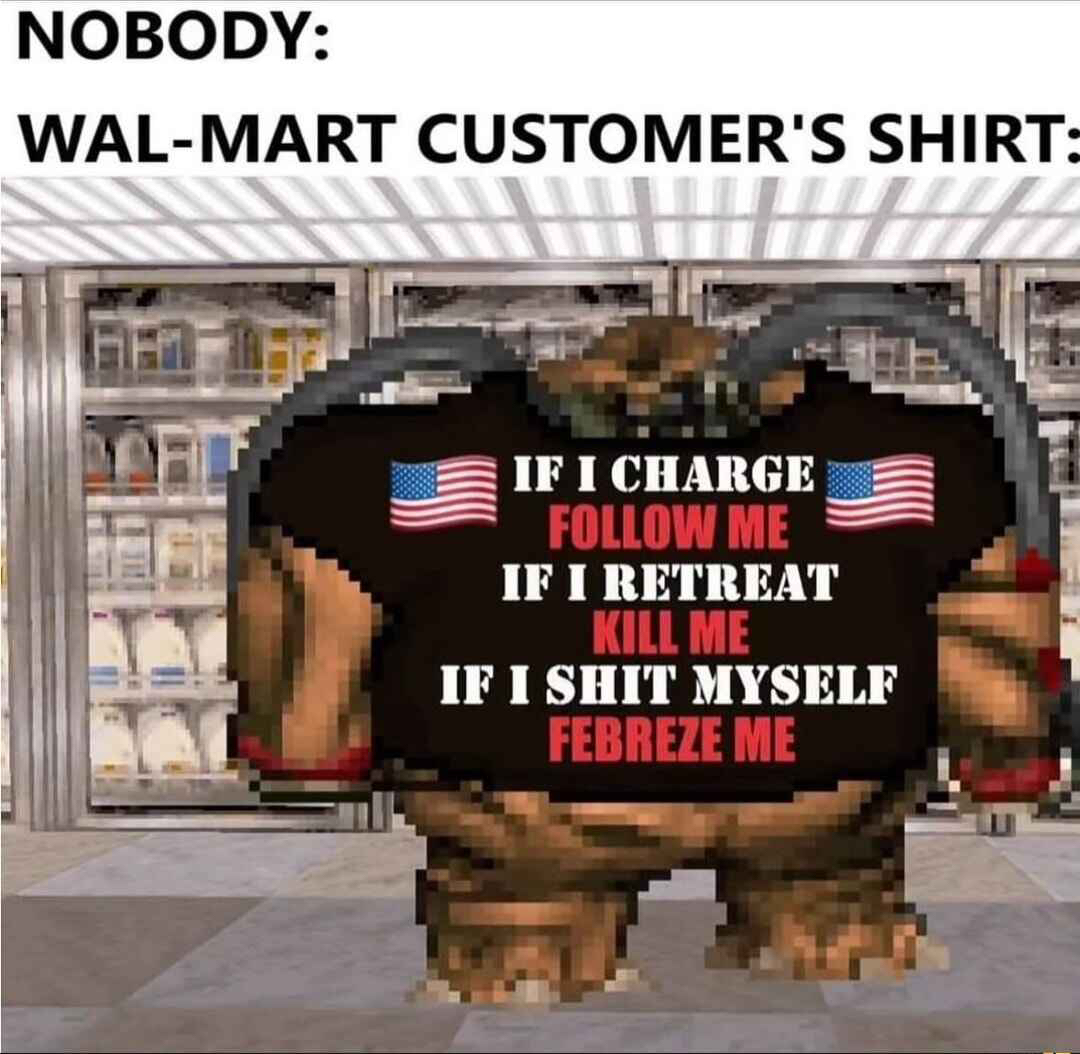 NOBODY:
WAL-MART CUSTOMER'S SHIRT:
IF I CHARGE
FOLLOW ME
IF I RETREAT
KILL ME
IF I SHIT MYSELF
FEBREZE ME